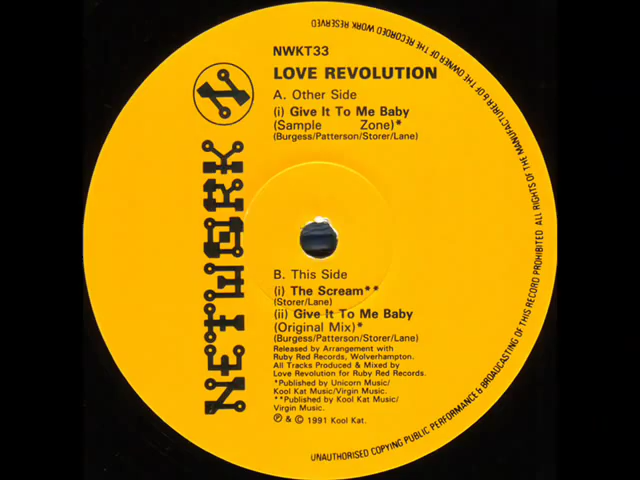 NWKT33
LOVE REVOLUTION
A. Other Side
(i) Give It To Me Baby
(Sample Zone)*
(Burgess/Patterson/Storer/Lane)
NETWORK
B. This Side
(i) The Scream**
(Storer/Lane)
(ii) Give It To Me Baby
(Original Mix)*
(Burgess/Patterson/Storer/Lane)
Released by Arrangement with
Ruby Red Records, Wolverhampton.
All Tracks Produced & Mixed by
Love Revolution for Ruby Red Records.
*Published by Unicorn Music/
Kool Kat Music/Virgin Music.
**Published by Kool Kat Music/
Virgin Music.
℗ & © 1991 Kool Kat.
UNAUTHORISED COPYING PUBLIC PERFORMANCE & BROADCASTING OF THIS RECORD PROHIBITED ALL RIGHTS OF THE MANUFACTURER & OF THE OWNER OF THE RECORDED WORK RESERVED